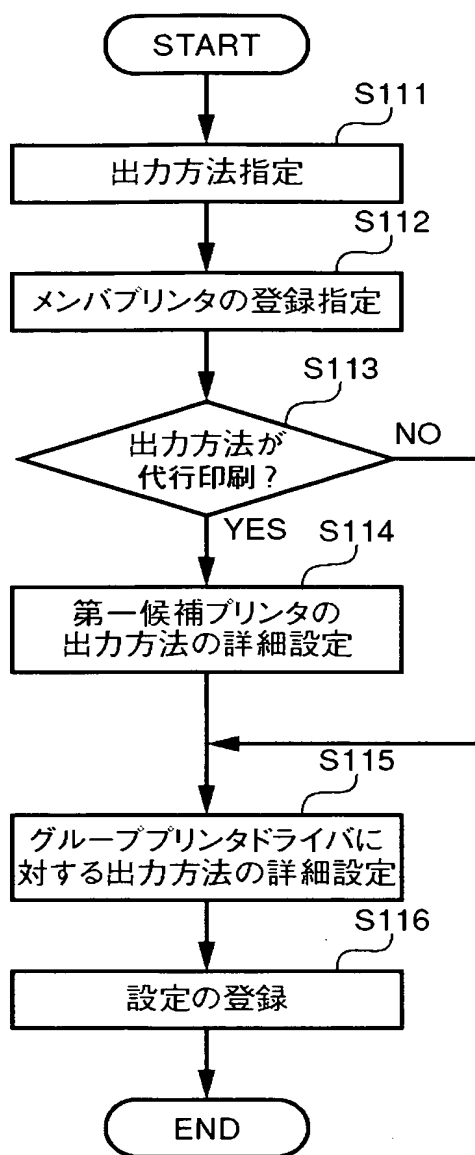 START
S111
出力方法指定
S112
メンバプリンタの登録指定
S113
出力方法が
代行印刷?
NO
YES
S114
第一候補プリンタの
出力方法の詳細設定
S115
グループプリンタドライバに
対する出力方法の詳細設定
S116
設定の登録
END